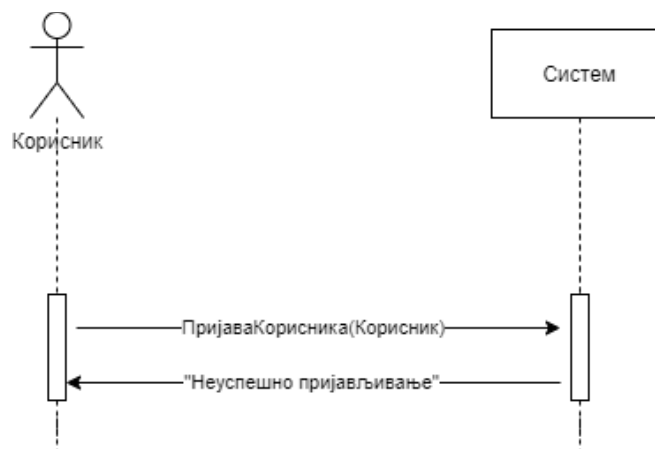 Систем
Корисник
ПријаваКорисника(Корисник)
"Неуспешно пријављивање"